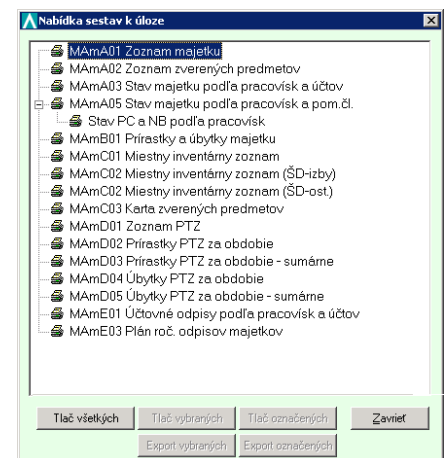 Nabídka sestav k úloze
MAmA01 Zoznam majetku
MAmA02 Zoznam zverených predmetov
MAmA03 Stav majetku podľa pracovísk a účtov
MAmA05 Stav majetku podľa pracovísk a pom.čl.
Stav PC a NB podľa pracovísk
MAmB01 Prírastky a úbytky majetku
MAmC01 Miestny inventárny zoznam
MAmC02 Miestny inventárny zoznam (ŠD-izby)
MAmC02 Miestny inventárny zoznam (ŠD-ost.)
MAmC03 Karta zverených predmetov
MAmD01 Zoznam PTZ
MAmD02 Prírastky PTZ za obdobie
MAmD03 Prírastky PTZ za obdobie - sumárne
MAmD04 Úbytky PTZ za obdobie
MAmD05 Úbytky PTZ za obdobie - sumárne
MAmE01 Účtovné odpisy podľa pracovísk a účtov
MAmE03 Plán roč. odpisov majetkov
Tlač všetkých Tlač vybraných Tlač označených Zavrieť
Export vybraných Export označených